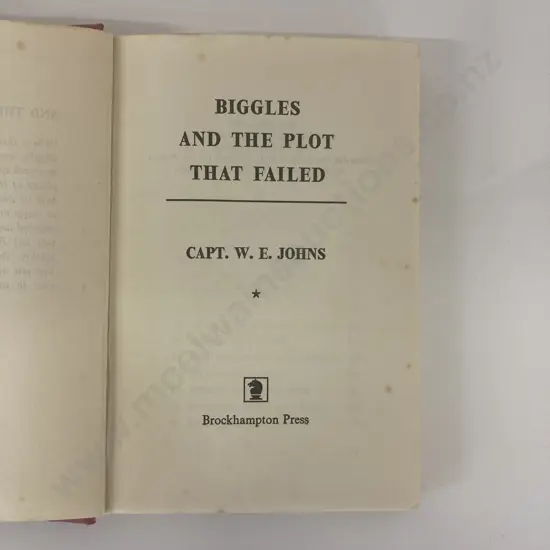 BIGGLES
AND THE PLOT
THAT FAILED
CAPT. W. E. JOHNS
★
Brockhampton Press